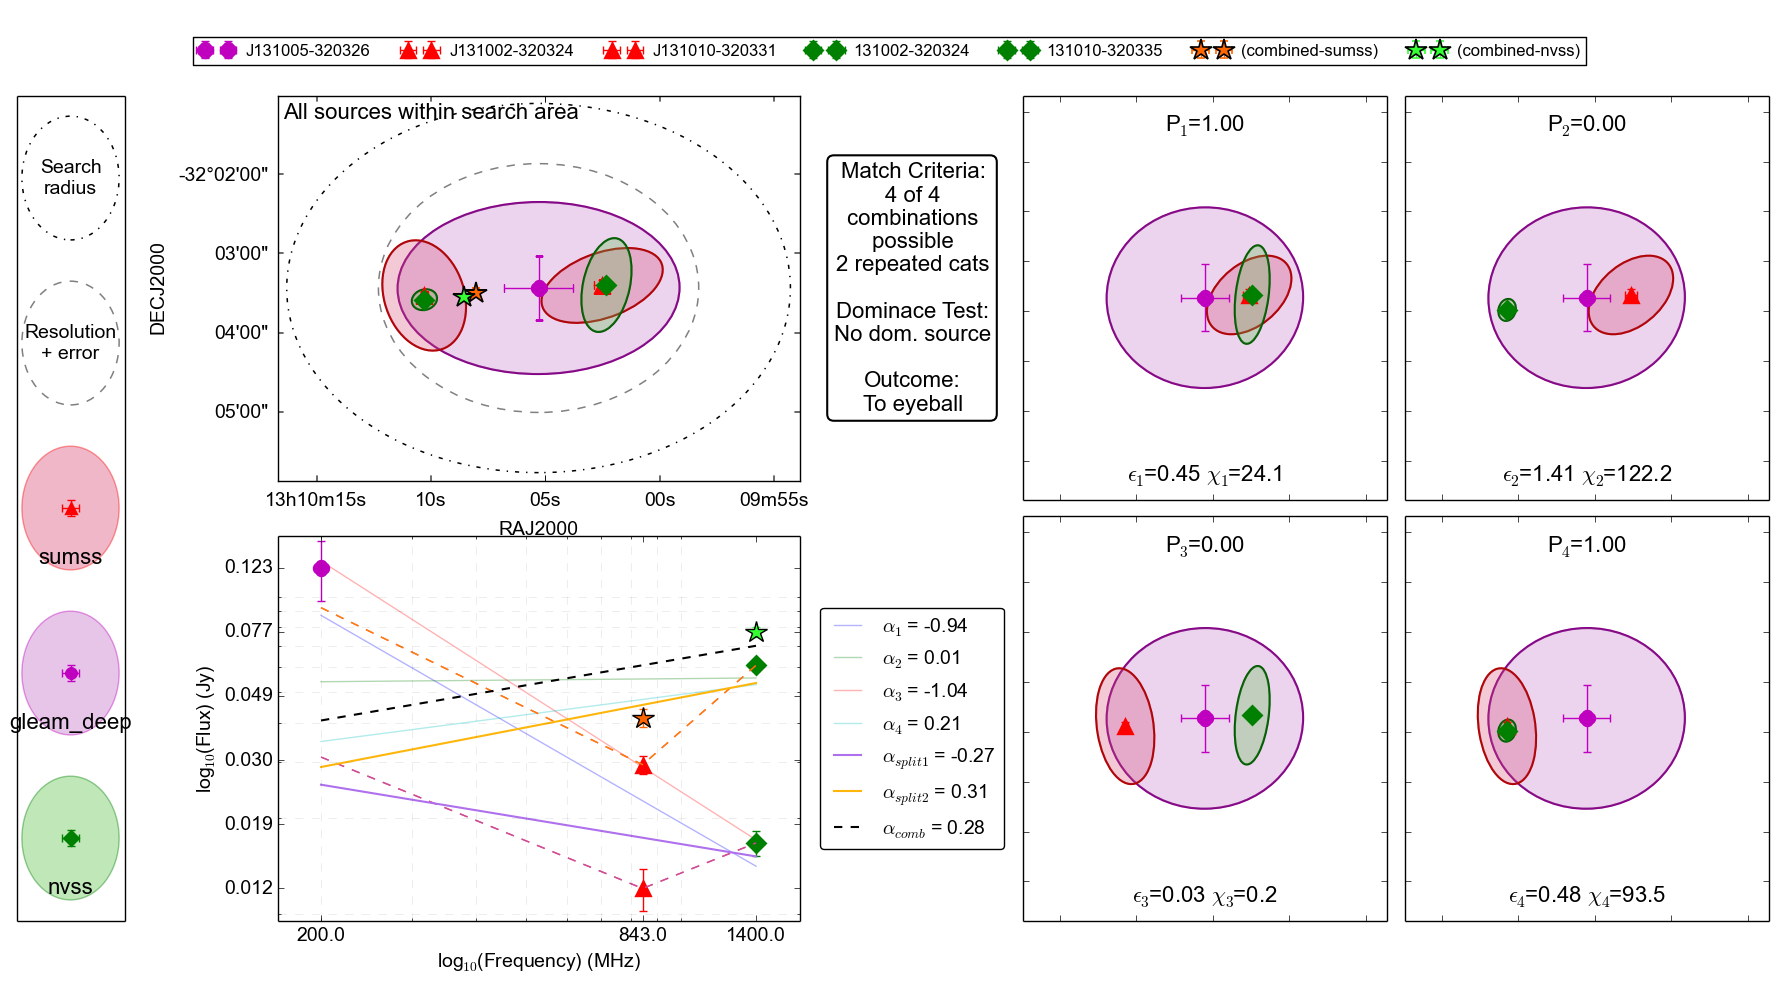 J131005-320326 J131002-320324 J131010-320331 131002-320324 131010-320335 (combined-sumss) (combined-nvss)
Search
radius
Resolution
+ error
sumss
gleam_deep
nvss
All sources within search area
DECJ2000
-32°02'00"
03'00"
04'00"
05'00"
13h10m15s 10s 05s 00s 09m55s
RAJ2000
Match Criteria:
4 of 4
combinations
possible
2 repeated cats
Dominace Test:
No dom. source
Outcome:
To eyeball
P1=1.00
ϵ1=0.45 χ1=24.1
P2=0.00
ϵ2=1.41 χ2=122.2
log10(Flux) (Jy)
0.123
0.077
0.049
0.030
0.019
0.012
200.0 843.0 1400.0
log10(Frequency) (MHz)
α1 = -0.94
α2 = 0.01
α3 = -1.04
α4 = 0.21
αsplit1 = -0.27
αsplit2 = 0.31
αcomb = 0.28
P3=0.00
ϵ3=0.03 χ3=0.2
P4=1.00
ϵ4=0.48 χ4=93.5